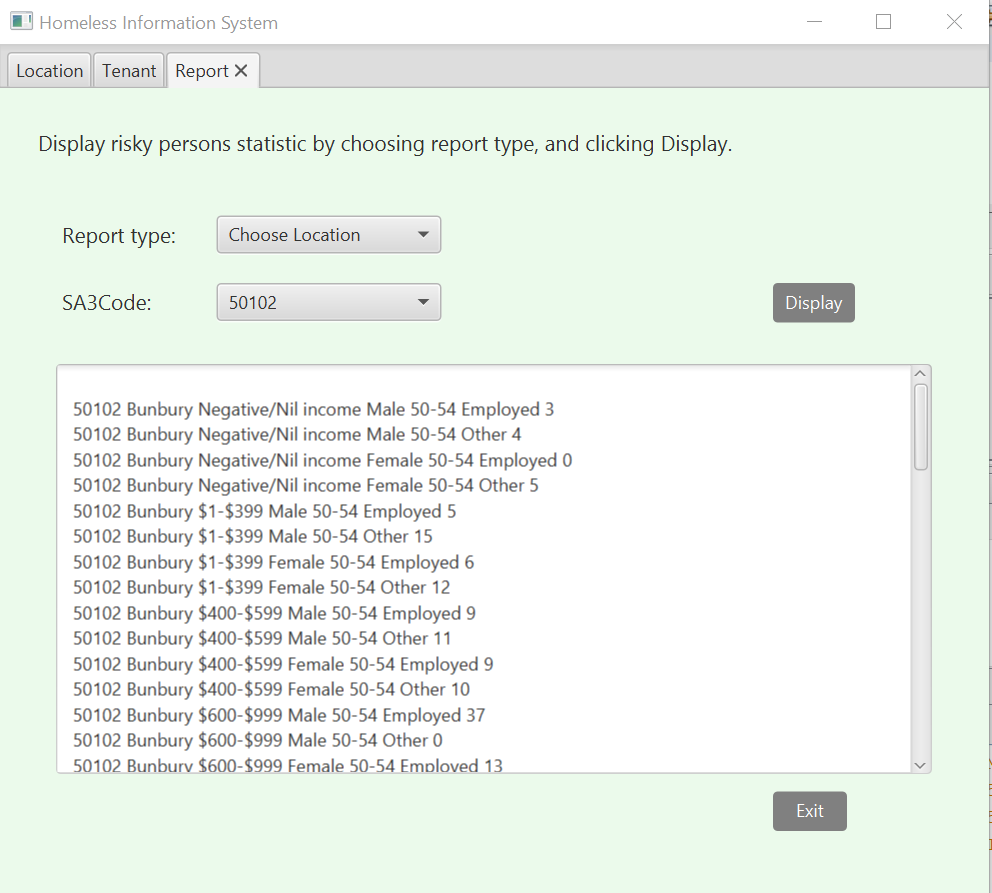 Homeless Information System
Location Tenant Report
Display risky persons statistic by choosing report type, and clicking Display.
Report type: Choose Location
SA3Code: 50102 Display
50102 Bunbury Negative/Nil income Male 50-54 Employed 3
50102 Bunbury Negative/Nil income Male 50-54 Other 4
50102 Bunbury Negative/Nil income Female 50-54 Employed 0
50102 Bunbury Negative/Nil income Female 50-54 Other 5
50102 Bunbury $1-$399 Male 50-54 Employed 5
50102 Bunbury $1-$399 Male 50-54 Other 15
50102 Bunbury $1-$399 Female 50-54 Employed 6
50102 Bunbury $1-$399 Female 50-54 Other 12
50102 Bunbury $400-$599 Male 50-54 Employed 9
50102 Bunbury $400-$599 Male 50-54 Other 11
50102 Bunbury $400-$599 Female 50-54 Employed 9
50102 Bunbury $400-$599 Female 50-54 Other 10
50102 Bunbury $600-$999 Male 50-54 Employed 37
50102 Bunbury $600-$999 Male 50-54 Other 0
50102 Bunbury $600-$999 Female 50-54 Employed 13
Exit